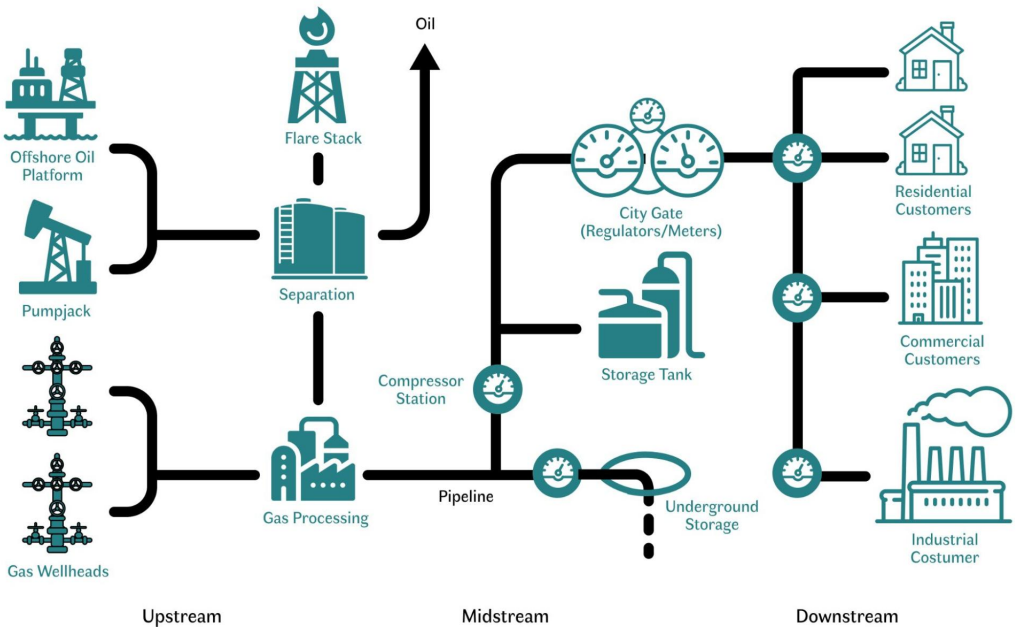 Oil
Flare Stack
Offshore Oil
Platform
Pumpjack
Separation
Gas Wellheads
Gas Processing
Compressor
Station
Pipeline
City Gate
(Regulators/Meters)
Storage Tank
Underground
Storage
Residential
Customers
Commercial
Customers
Industrial
Costumer
Upstream
Midstream
Downstream